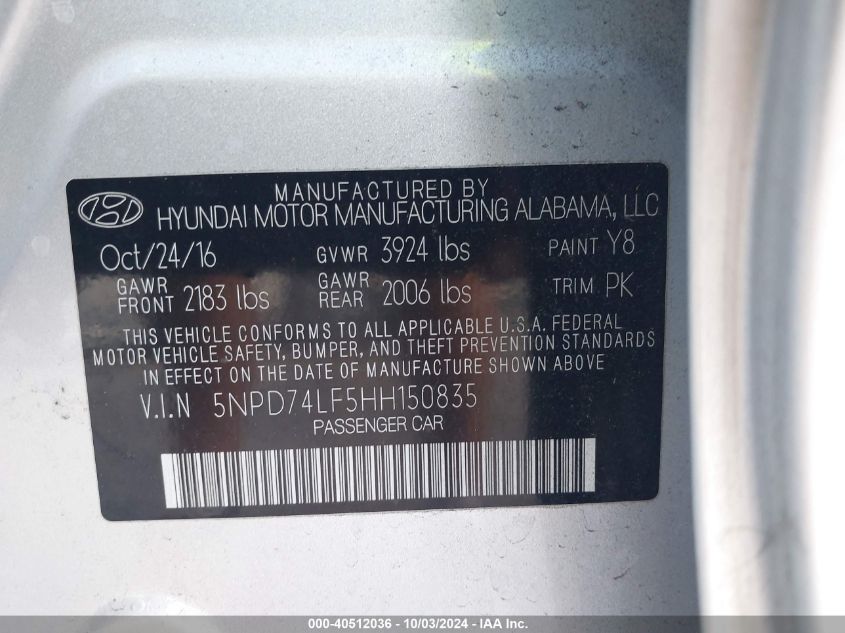 MANUFACTURED BY
HYUNDAI MOTOR MANUFACTURING ALABAMA, LLC
Oct/24/16 GVWR 3924 lbs PAINT Y8
GAWR FRONT 2183 lbs GAWR REAR 2006 lbs TRIM PK
THIS VEHICLE CONFORMS TO ALL APPLICABLE U.S.A. FEDERAL
MOTOR VEHICLE SAFETY, BUMPER, AND THEFT PREVENTION STANDARDS
IN EFFECT ON THE DATE OF MANUFACTURE SHOWN ABOVE
V.I.N 5NPD74LF5HH150835
PASSENGER CAR
000-40512036 - 10/03/2024 - © IAA, Inc.